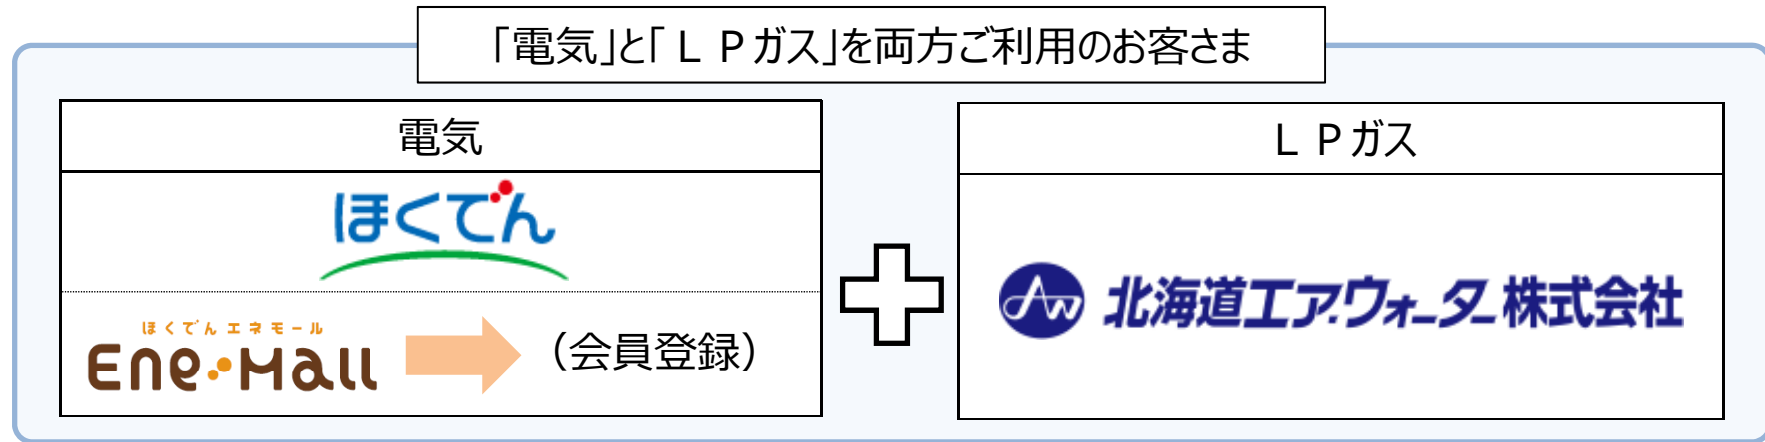 「電気」と「ＬＰガス」を両方ご利用のお客さま
電気
ほくでん
ほくでんエネモール
Ene・Mall
（会員登録）
ＬＰガス
AW 北海道エア・ウォーター株式会社